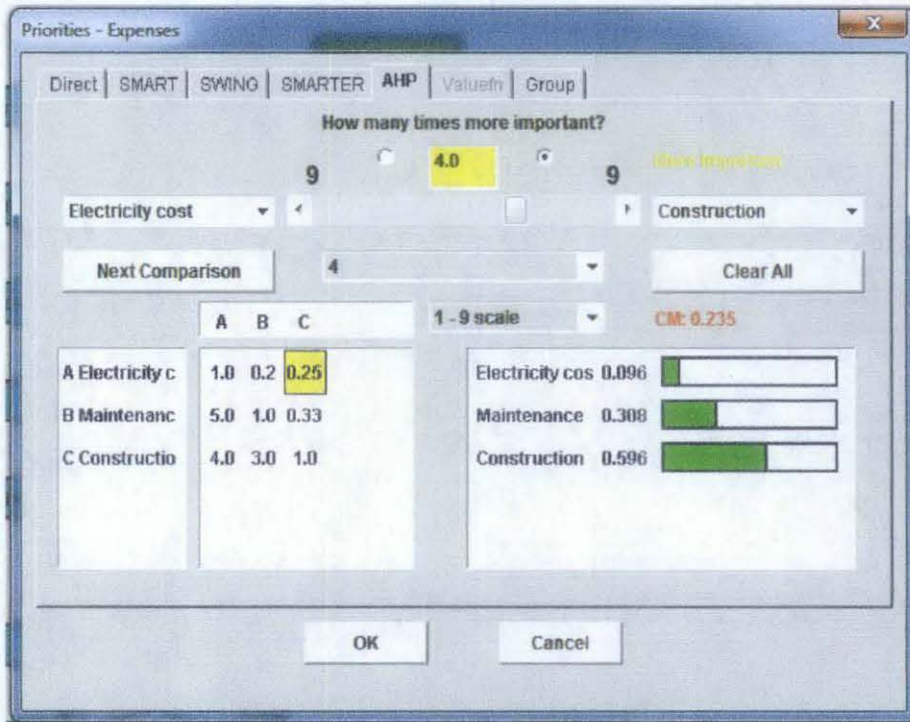 Priorities - Expenses
X
Direct SMART SWING SMARTER AHP Valuefn Group
How many times more important?
9 4.0 9 More Important
Electricity cost Construction
Next Comparison 4 Clear All
A B C 1 - 9 scale CM: 0.235
A Electricity c 1.0 0.2 0.25 Electricity cos 0.096
B Maintenanc 5.0 1.0 0.33 Maintenance 0.308
C Constructio 4.0 3.0 1.0 Construction 0.596
OK Cancel